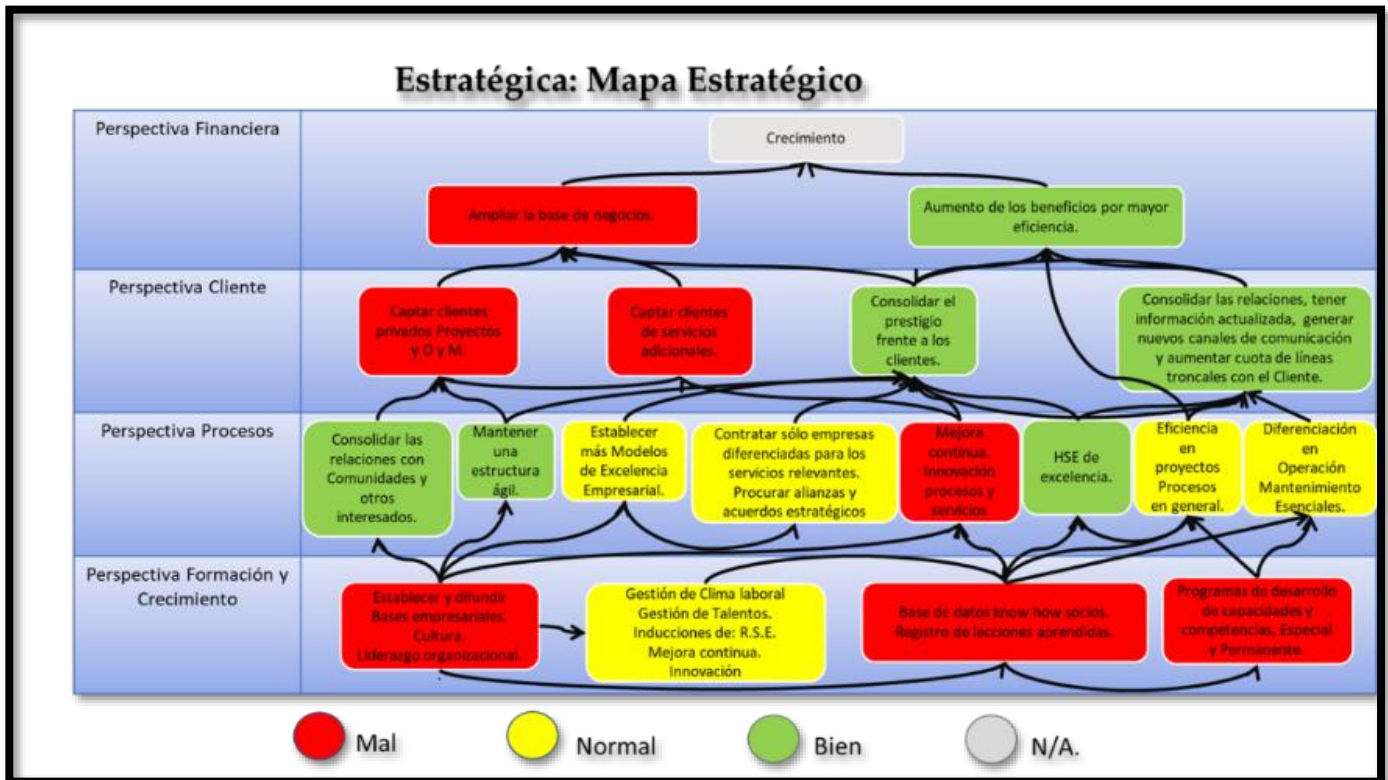 Estratégica: Mapa Estratégico
Perspectiva Financiera
Crecimiento
Ampliar la base de negocios.
Aumento de los beneficios por mayor
eficiencia.
Perspectiva Cliente
Captar clientes
privados Proyectos
y O y M.
Captar clientes
de servicios
adicionales.
Consolidar el
prestigio
frente a los
clientes.
Consolidar las relaciones, tener
información actualizada, generar
nuevos canales de comunicación
y aumentar cuota de líneas
troncales con el Cliente.
Perspectiva Procesos
Consolidar las
relaciones con
Comunidades y
otros
interesados.
Mantener
una
estructura
ágil.
Establecer
más Modelos
de Excelencia
Empresarial.
Contratar sólo empresas
diferenciadas para los
servicios relevantes.
Procurar alianzas y
acuerdos estratégicos
Mejora
continua.
Innovación
procesos y
servicios
HSE de
excelencia.
Eficiencia
en
proyectos
Procesos
en general.
Diferenciación
en
Operación
Mantenimiento
Esenciales.
Perspectiva Formación y
Crecimiento
Establecer y difundir
Bases empresariales.
Cultura.
Liderazgo organizacional.
Gestión de Clima laboral
Gestión de Talentos.
Inducciones de: R.S.E.
Mejora continua.
Innovación
Base de datos know how socios.
Registro de lecciones aprendidas.
Programas de desarrollo
de capacidades y
competencias, Especial
y Permanente.
Mal
Normal
Bien
N/A.